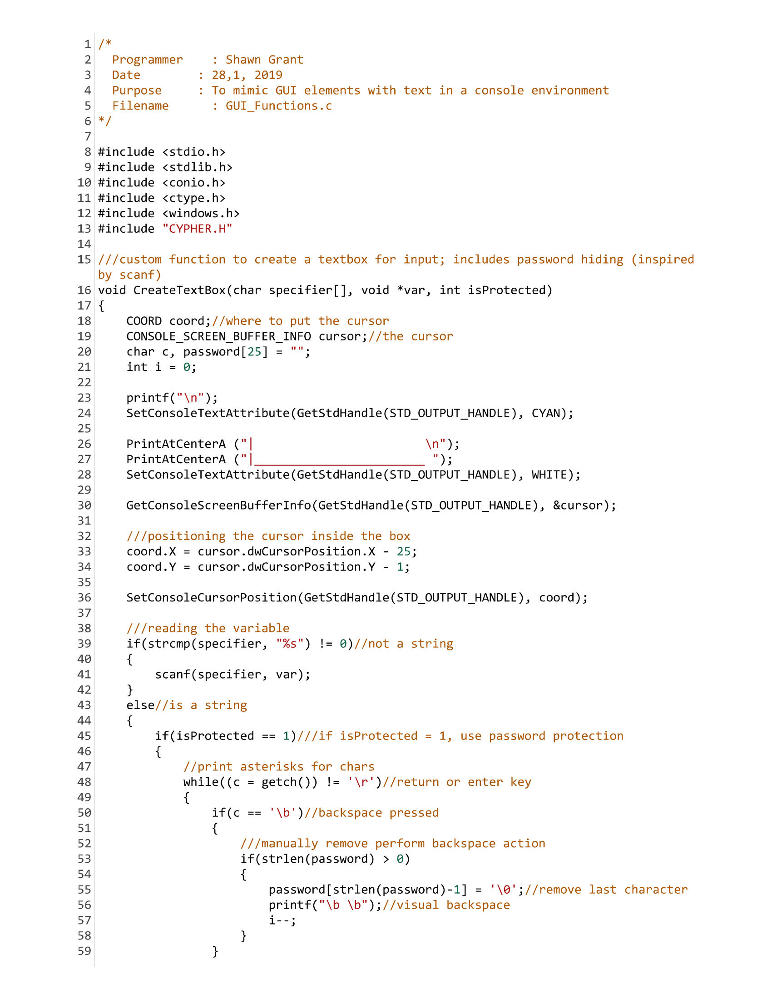 1 /*
2   Programmer    : Shawn Grant
3   Date        : 28,1, 2019
4   Purpose     : To mimic GUI elements with text in a console environment
5   Filename      : GUI_Functions.c
6 */
7
8 #include <stdio.h>
9 #include <stdlib.h>
10 #include <conio.h>
11 #include <ctype.h>
12 #include <windows.h>
13 #include "CYPHER.H"
14
15 ///custom function to create a textbox for input; includes password hiding (inspired
by scanf)
16 void CreateTextBox(char specifier[], void *var, int isProtected)
17 {
18     COORD coord;//where to put the cursor
19     CONSOLE_SCREEN_BUFFER_INFO cursor;//the cursor
20     char c, password[25] = "";
21     int i = 0;
22
23     printf("\n");
24     SetConsoleTextAttribute(GetStdHandle(STD_OUTPUT_HANDLE), CYAN);
25
26     PrintAtCenterA ("|                        \n");
27     PrintAtCenterA ("|________________________ ");
28     SetConsoleTextAttribute(GetStdHandle(STD_OUTPUT_HANDLE), WHITE);
29
30     GetConsoleScreenBufferInfo(GetStdHandle(STD_OUTPUT_HANDLE), &cursor);
31
32     ///positioning the cursor inside the box
33     coord.X = cursor.dwCursorPosition.X - 25;
34     coord.Y = cursor.dwCursorPosition.Y - 1;
35
36     SetConsoleCursorPosition(GetStdHandle(STD_OUTPUT_HANDLE), coord);
37
38     ///reading the variable
39     if(strcmp(specifier, "%s") != 0)//not a string
40     {
41         scanf(specifier, var);
42     }
43     else//is a string
44     {
45         if(isProtected == 1)///if isProtected = 1, use password protection
46         {
47             //print asterisks for chars
48             while((c = getch()) != '\r')//return or enter key
49             {
50                 if(c == '\b')//backspace pressed
51                 {
52                     ///manually remove perform backspace action
53                     if(strlen(password) > 0)
54                     {
55                         password[strlen(password)-1] = '\0';//remove last character
56                         printf("\b \b");//visual backspace
57                         i--;
58                     }
59                 }